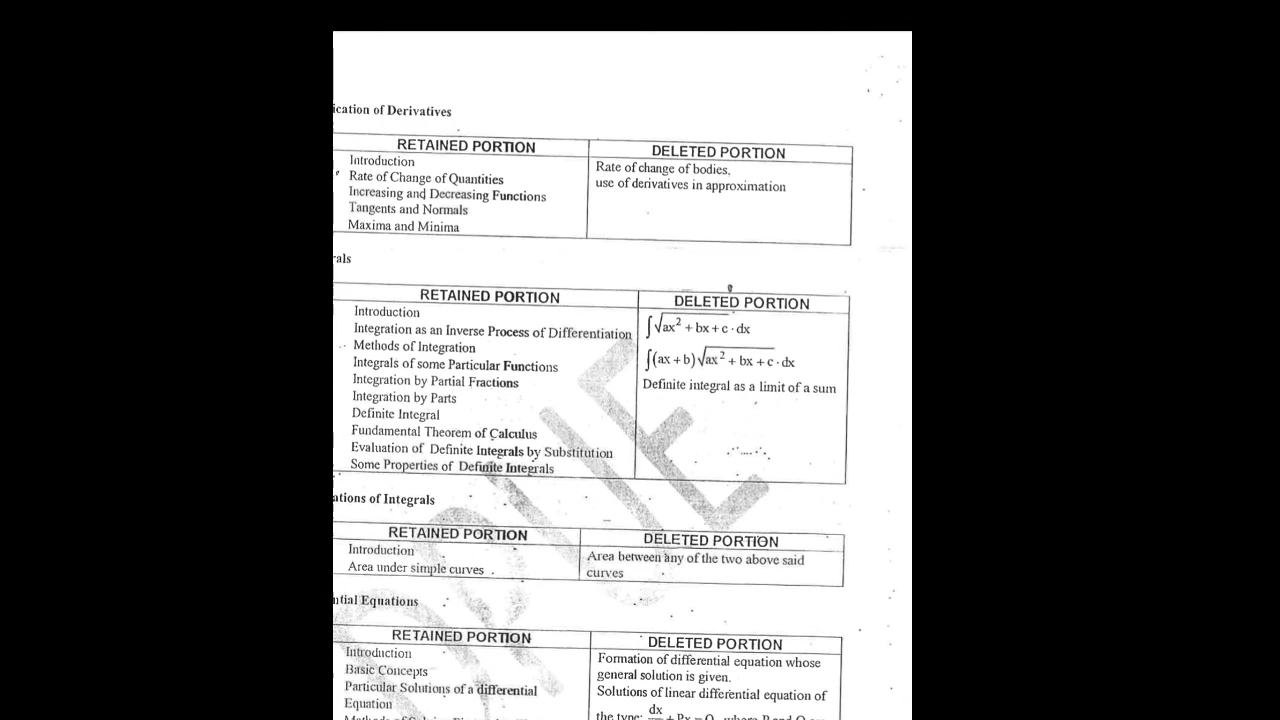 ication of Derivatives
RETAINED PORTION
DELETED PORTION
Introduction
Rate of Change of Quantities
Increasing and Decreasing Functions
Tangents and Normals
Maxima and Minima
Rate of change of bodies,
use of derivatives in approximation
rals
RETAINED PORTION
DELETED PORTION
Introduction
Integration as an Inverse Process of Differentiation
Methods of Integration
Integrals of some Particular Functions
Integration by Partial Fractions
Integration by Parts
Definite Integral
Fundamental Theorem of Calculus
Evaluation of Definite Integrals by Substitution
Some Properties of Definite Integrals
∫√ax² + bx + c · dx
∫(ax + b)√ax² + bx + c · dx
Definite integral as a limit of a sum
ations of Integrals
RETAINED PORTION
DELETED PORTION
Introduction
Area under simple curves .
Area between any of the two above said
curves
ntial Equations
RETAINED PORTION
DELETED PORTION
Introduction
Basic Concepts
Particular Solutions of a differential
Equation
Formation of differential equation whose
general solution is given.
Solutions of linear differential equation of
dx
the type: + Px = Q, where P and Q